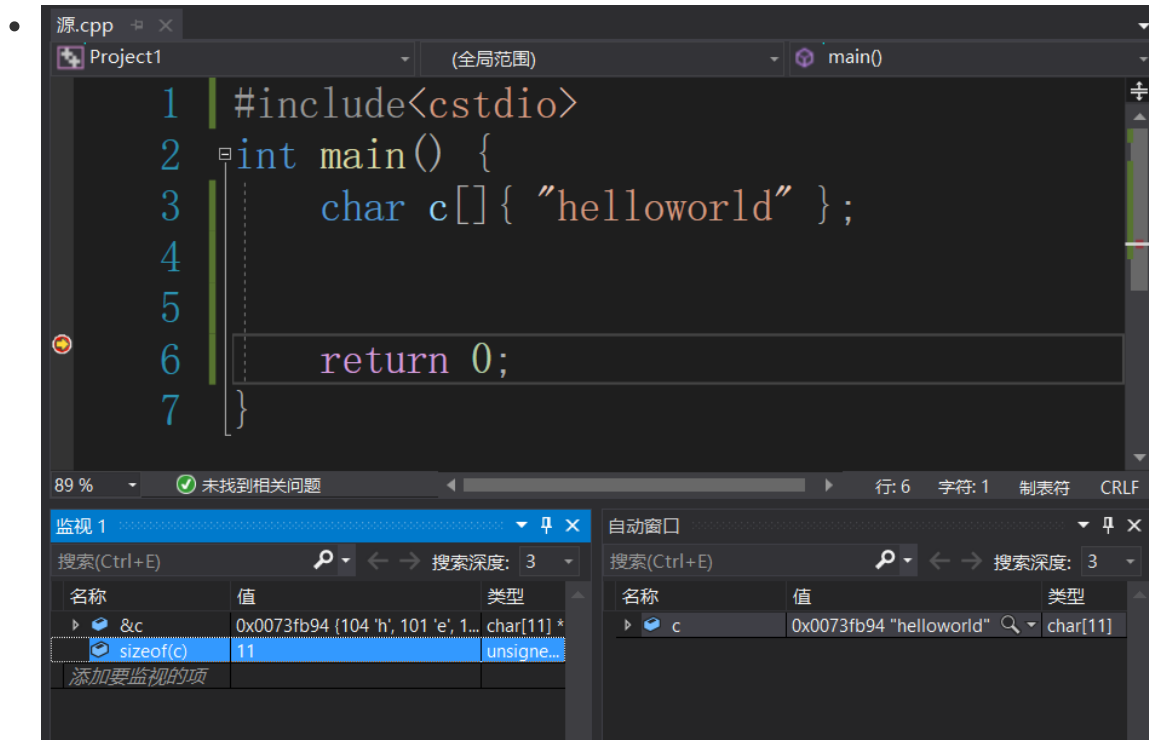 源.cpp
Project1 (全局范围) main()
1 #include<cstdio>
2 int main() {
3 char c[]{ "helloworld" };
4
5
6 return 0;
7 }
89 % 未找到相关问题 行: 6 字符: 1 制表符 CRLF
监视 1
搜索(Ctrl+E) 搜索深度: 3
名称 值 类型
&c 0x0073fb94 {104 'h', 101 'e', 1... char[11] *
sizeof(c) 11 unsigne...
添加要监视的项
自动窗口
搜索(Ctrl+E) 搜索深度: 3
名称 值 类型
c 0x0073fb94 "helloworld" char[11]